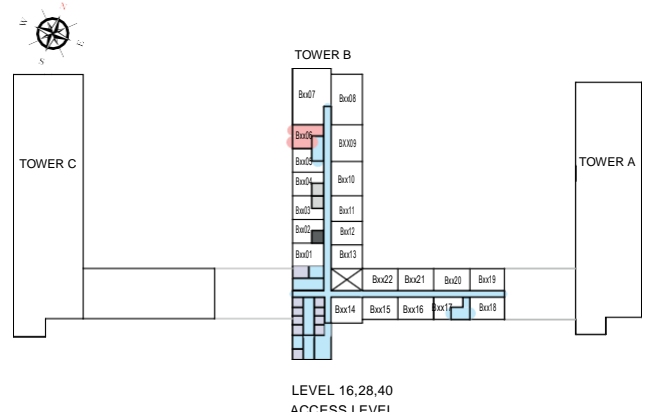 N
E
S
TOWER B
Bxx07
Bxx08
Bxx06
BXX09
TOWER C
TOWER A
Bxx05
Bxx04
Bxx10
Bxx03
Bxx11
Bxx02
Bxx12
Bxx01
Bxx13
Bxx22
Bxx21
Bxx20
Bxx19
Bxx14
Bxx15
Bxx16
Bxx17
Bxx18
LEVEL 16,28,40
ACCESS LEVEL